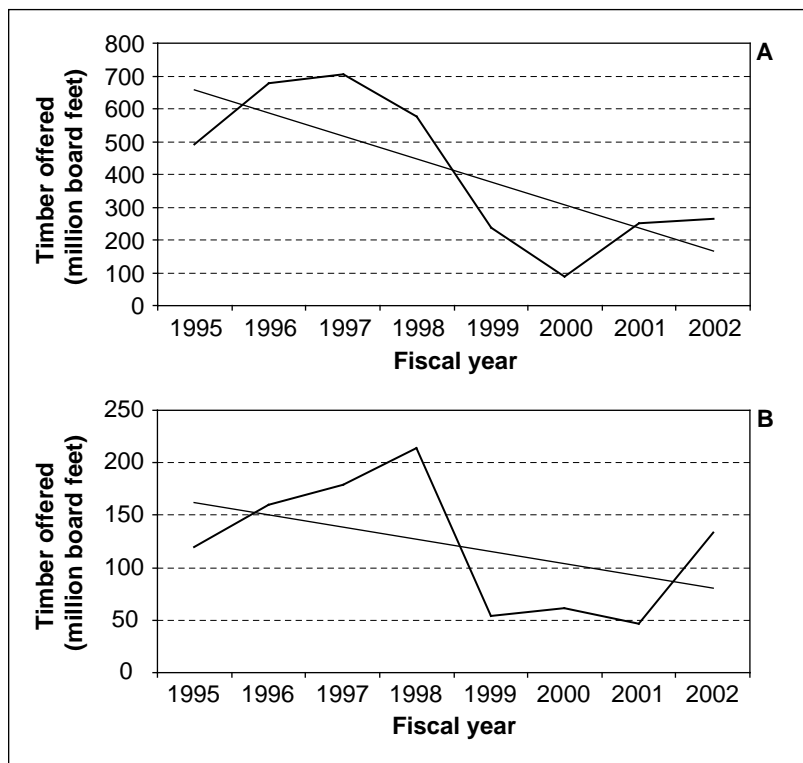 A
Timber offered
(million board feet)
800
700
600
500
400
300
200
100
0
1995 1996 1997 1998 1999 2000 2001 2002
Fiscal year
B
Timber offered
(million board feet)
250
200
150
100
50
0
1995 1996 1997 1998 1999 2000 2001 2002
Fiscal year